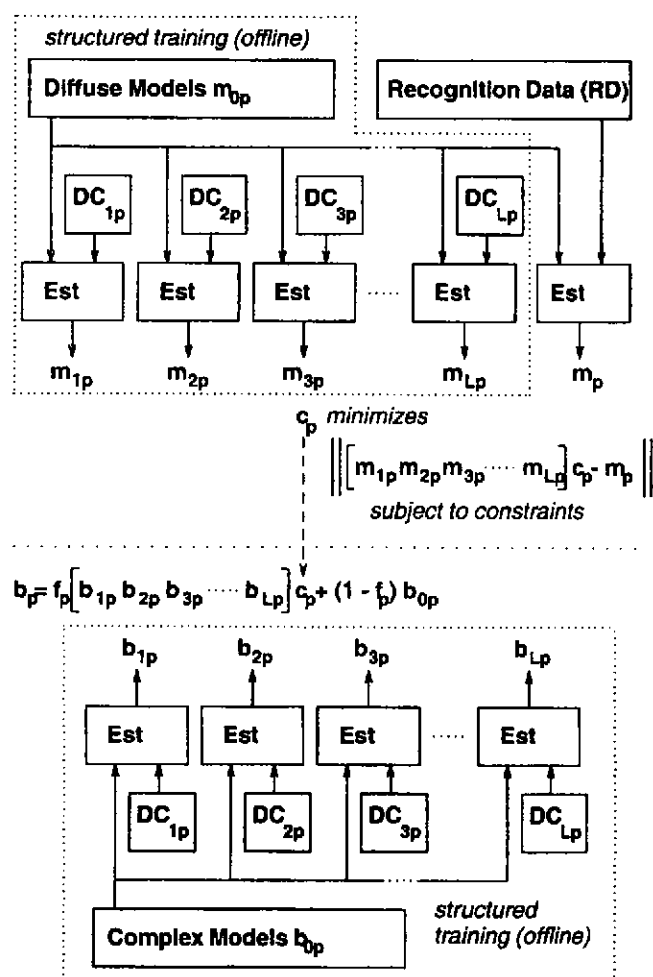 structured training (offline)
Diffuse Models m0p
Recognition Data (RD)
DC1p DC2p DC3p DCLp
Est Est Est ..... Est Est
m1p m2p m3p mLp mp
cp minimizes
|| [ m1p m2p m3p ..... mLp ] cp - mp ||
subject to constraints
bp = fp [ b1p b2p b3p ..... bLp ] cp + (1 - fp) b0p
b1p b2p b3p bLp
Est Est Est ..... Est
DC1p DC2p DC3p DCLp
Complex Models b0p
structured
training (offline)